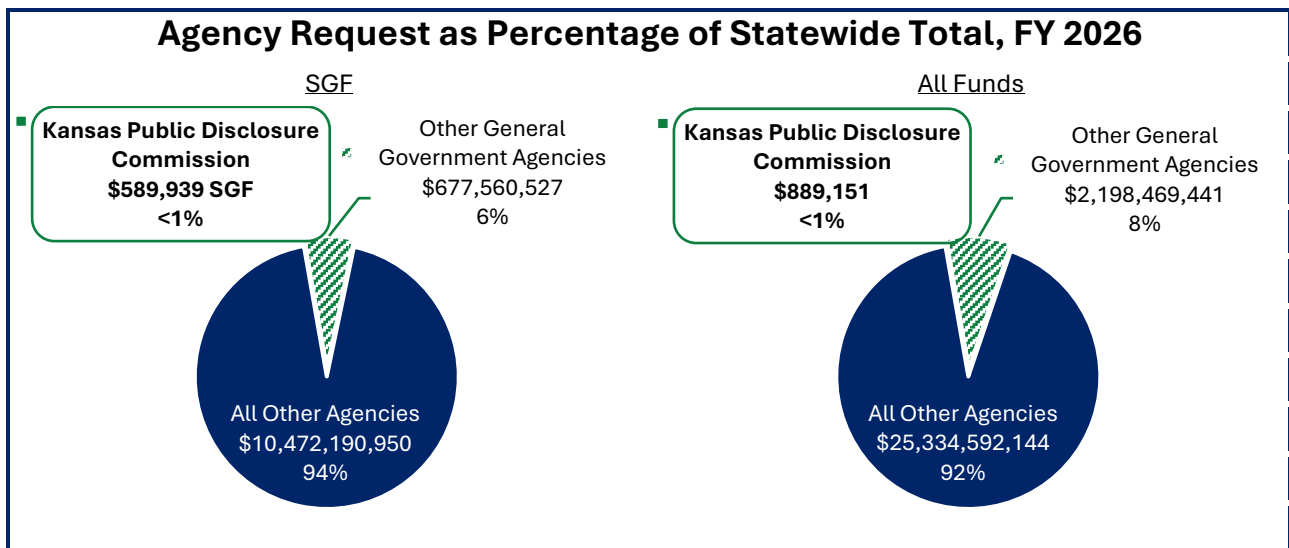 Agency Request as Percentage of Statewide Total, FY 2026
SGF
Kansas Public Disclosure
Commission
$589,939 SGF
<1%
Other General
Government Agencies
$677,560,527
6%
All Other Agencies
$10,472,190,950
94%
All Funds
Kansas Public Disclosure
Commission
$889,151
<1%
Other General
Government Agencies
$2,198,469,441
8%
All Other Agencies
$25,334,592,144
92%